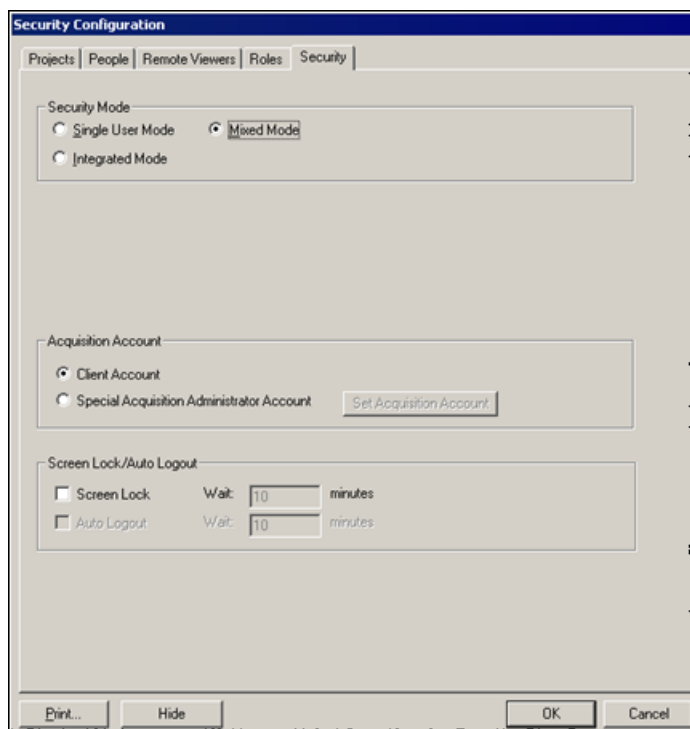 Security Configuration
Projects People Remote Viewers Roles Security
Security Mode
Single User Mode Mixed Mode
Integrated Mode
Acquisition Account
Client Account
Special Acquisition Administrator Account Set Acquisition Account
Screen Lock/Auto Logout
Screen Lock Wait: 10 minutes
Auto Logout Wait: 10 minutes
Print... Hide OK Cancel